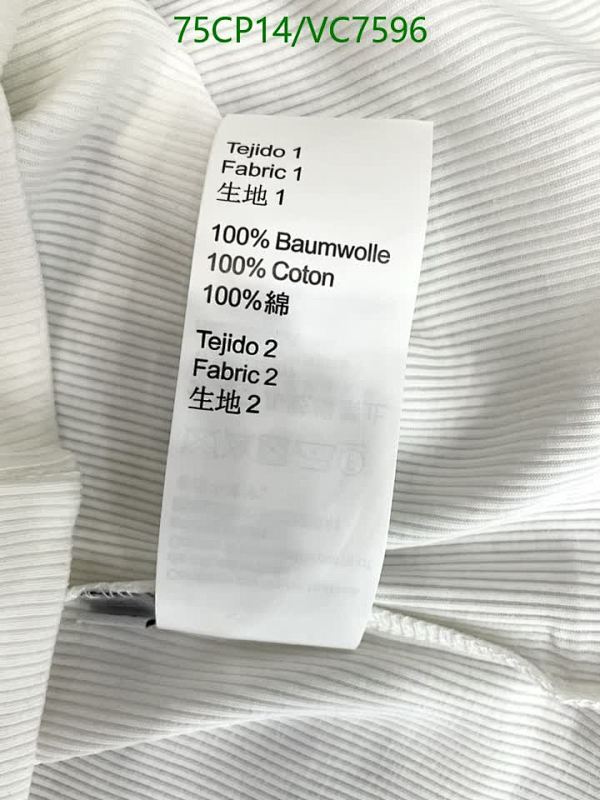 75CP14/VC7596
Tejido 1
Fabric 1
生地 1
100% Baumwolle
100% Coton
100%綿
Tejido 2
Fabric 2
生地 2